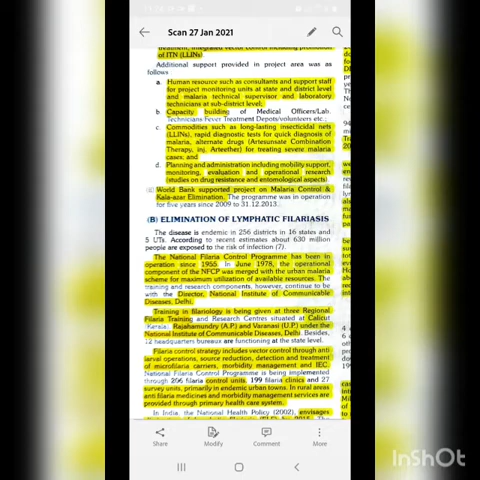 Scan 27 Jan 2021
treatment, integrated vector control including promotion
of ITN (LLINs).
Additional support provided in project area was as
follows
a. Human resource such as consultants and support staff
for project monitoring units at state and district level
and malaria technical supervisor and laboratory
technicians at sub-district level;
b. Capacity building of Medical Officers/Lab.
Technicians/Fever Treatment Depots/volunteers etc.;
c. Commodities such as long-lasting insecticidal nets
(LLINs), rapid diagnostic tests for quick diagnosis of
malaria, alternate drugs (Artesunate Combination
Therapy, inj. Arteether) for treating severe malaria
cases; and
d. Planning and administration including mobility support,
monitoring, evaluation and operational research
(studies on drug resistance and entomological aspects).
(ii) World Bank supported project on Malaria Control &
Kala-azar Elimination. The programme was in operation
for five years since 2009 to 31.12.2013.
(B) ELIMINATION OF LYMPHATIC FILARIASIS
The disease is endemic in 256 districts in 16 states and
5 UTs. According to recent estimates about 630 million
people are exposed to the risk of infection (7).
The National Filaria Control Programme has been in
operation since 1955. In June 1978, the operational
component of the NFCP was merged with the urban malaria
scheme for maximum utilization of available resources. The
training and research components, however continue to be
with the Director, National Institute of Communicable
Diseases, Delhi.
Training in filariology is being given at three Regional
Filaria Training and Research Centres situated at Calicut
(Kerala), Rajahamundry (A.P.) and Varanasi (U.P.) under the
National Institute of Communicable Diseases, Delhi. Besides,
12 headquarters bureaux are functioning at the state level.
Filaria control strategy includes vector control through anti
larval operations, source reduction, detection and treatment
of microfilaria carriers, morbidity management and IEC.
National Filaria Control Programme is being implemented
through 206 filaria control units, 199 filaria clinics and 27
survey units, primarily in endemic urban towns. In rural areas
anti filaria medicines and morbidity management services are
provided through primary health care system.
In India, the National Health Policy (2002), envisages
Share
Modify
Comment
More
InShOt